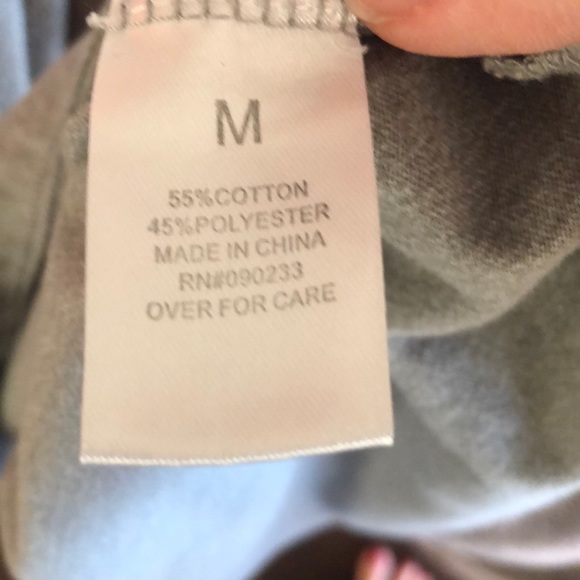 M
55%COTTON
45%POLYESTER
MADE IN CHINA
RN#090233
OVER FOR CARE